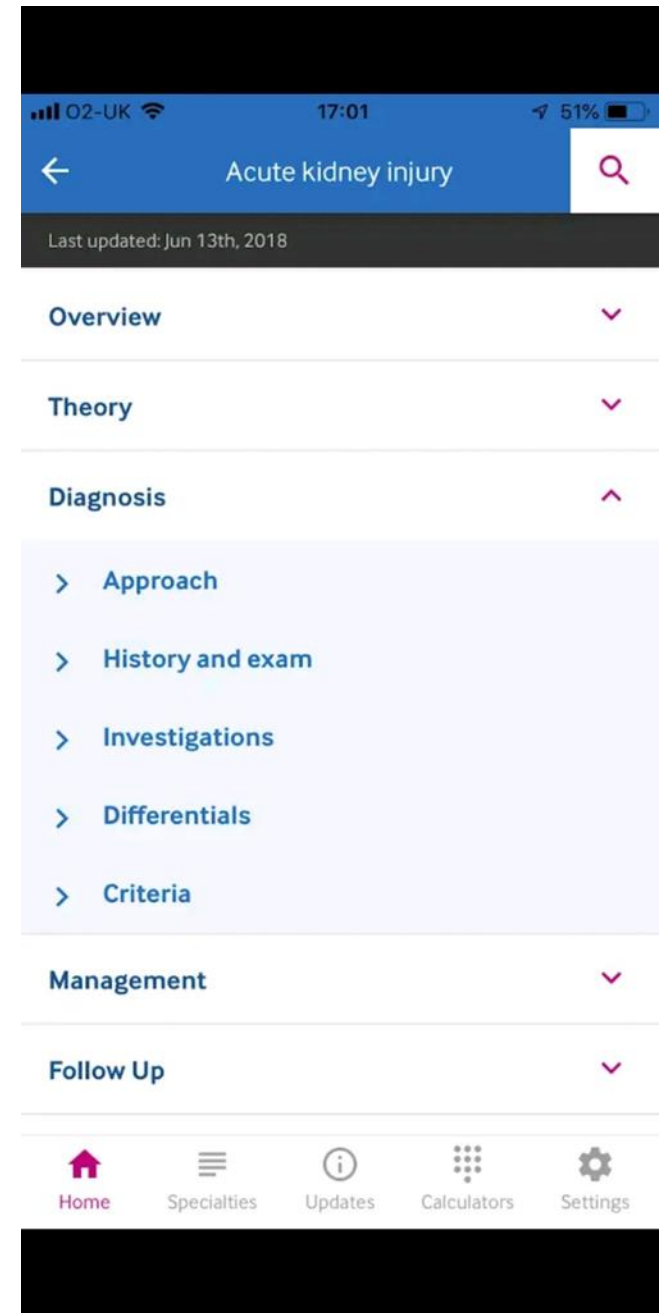 O2-UK 17:01 51%
Acute kidney injury
Last updated: Jun 13th, 2018
Overview
Theory
Diagnosis
Approach
History and exam
Investigations
Differentials
Criteria
Management
Follow Up
Home Specialties Updates Calculators Settings